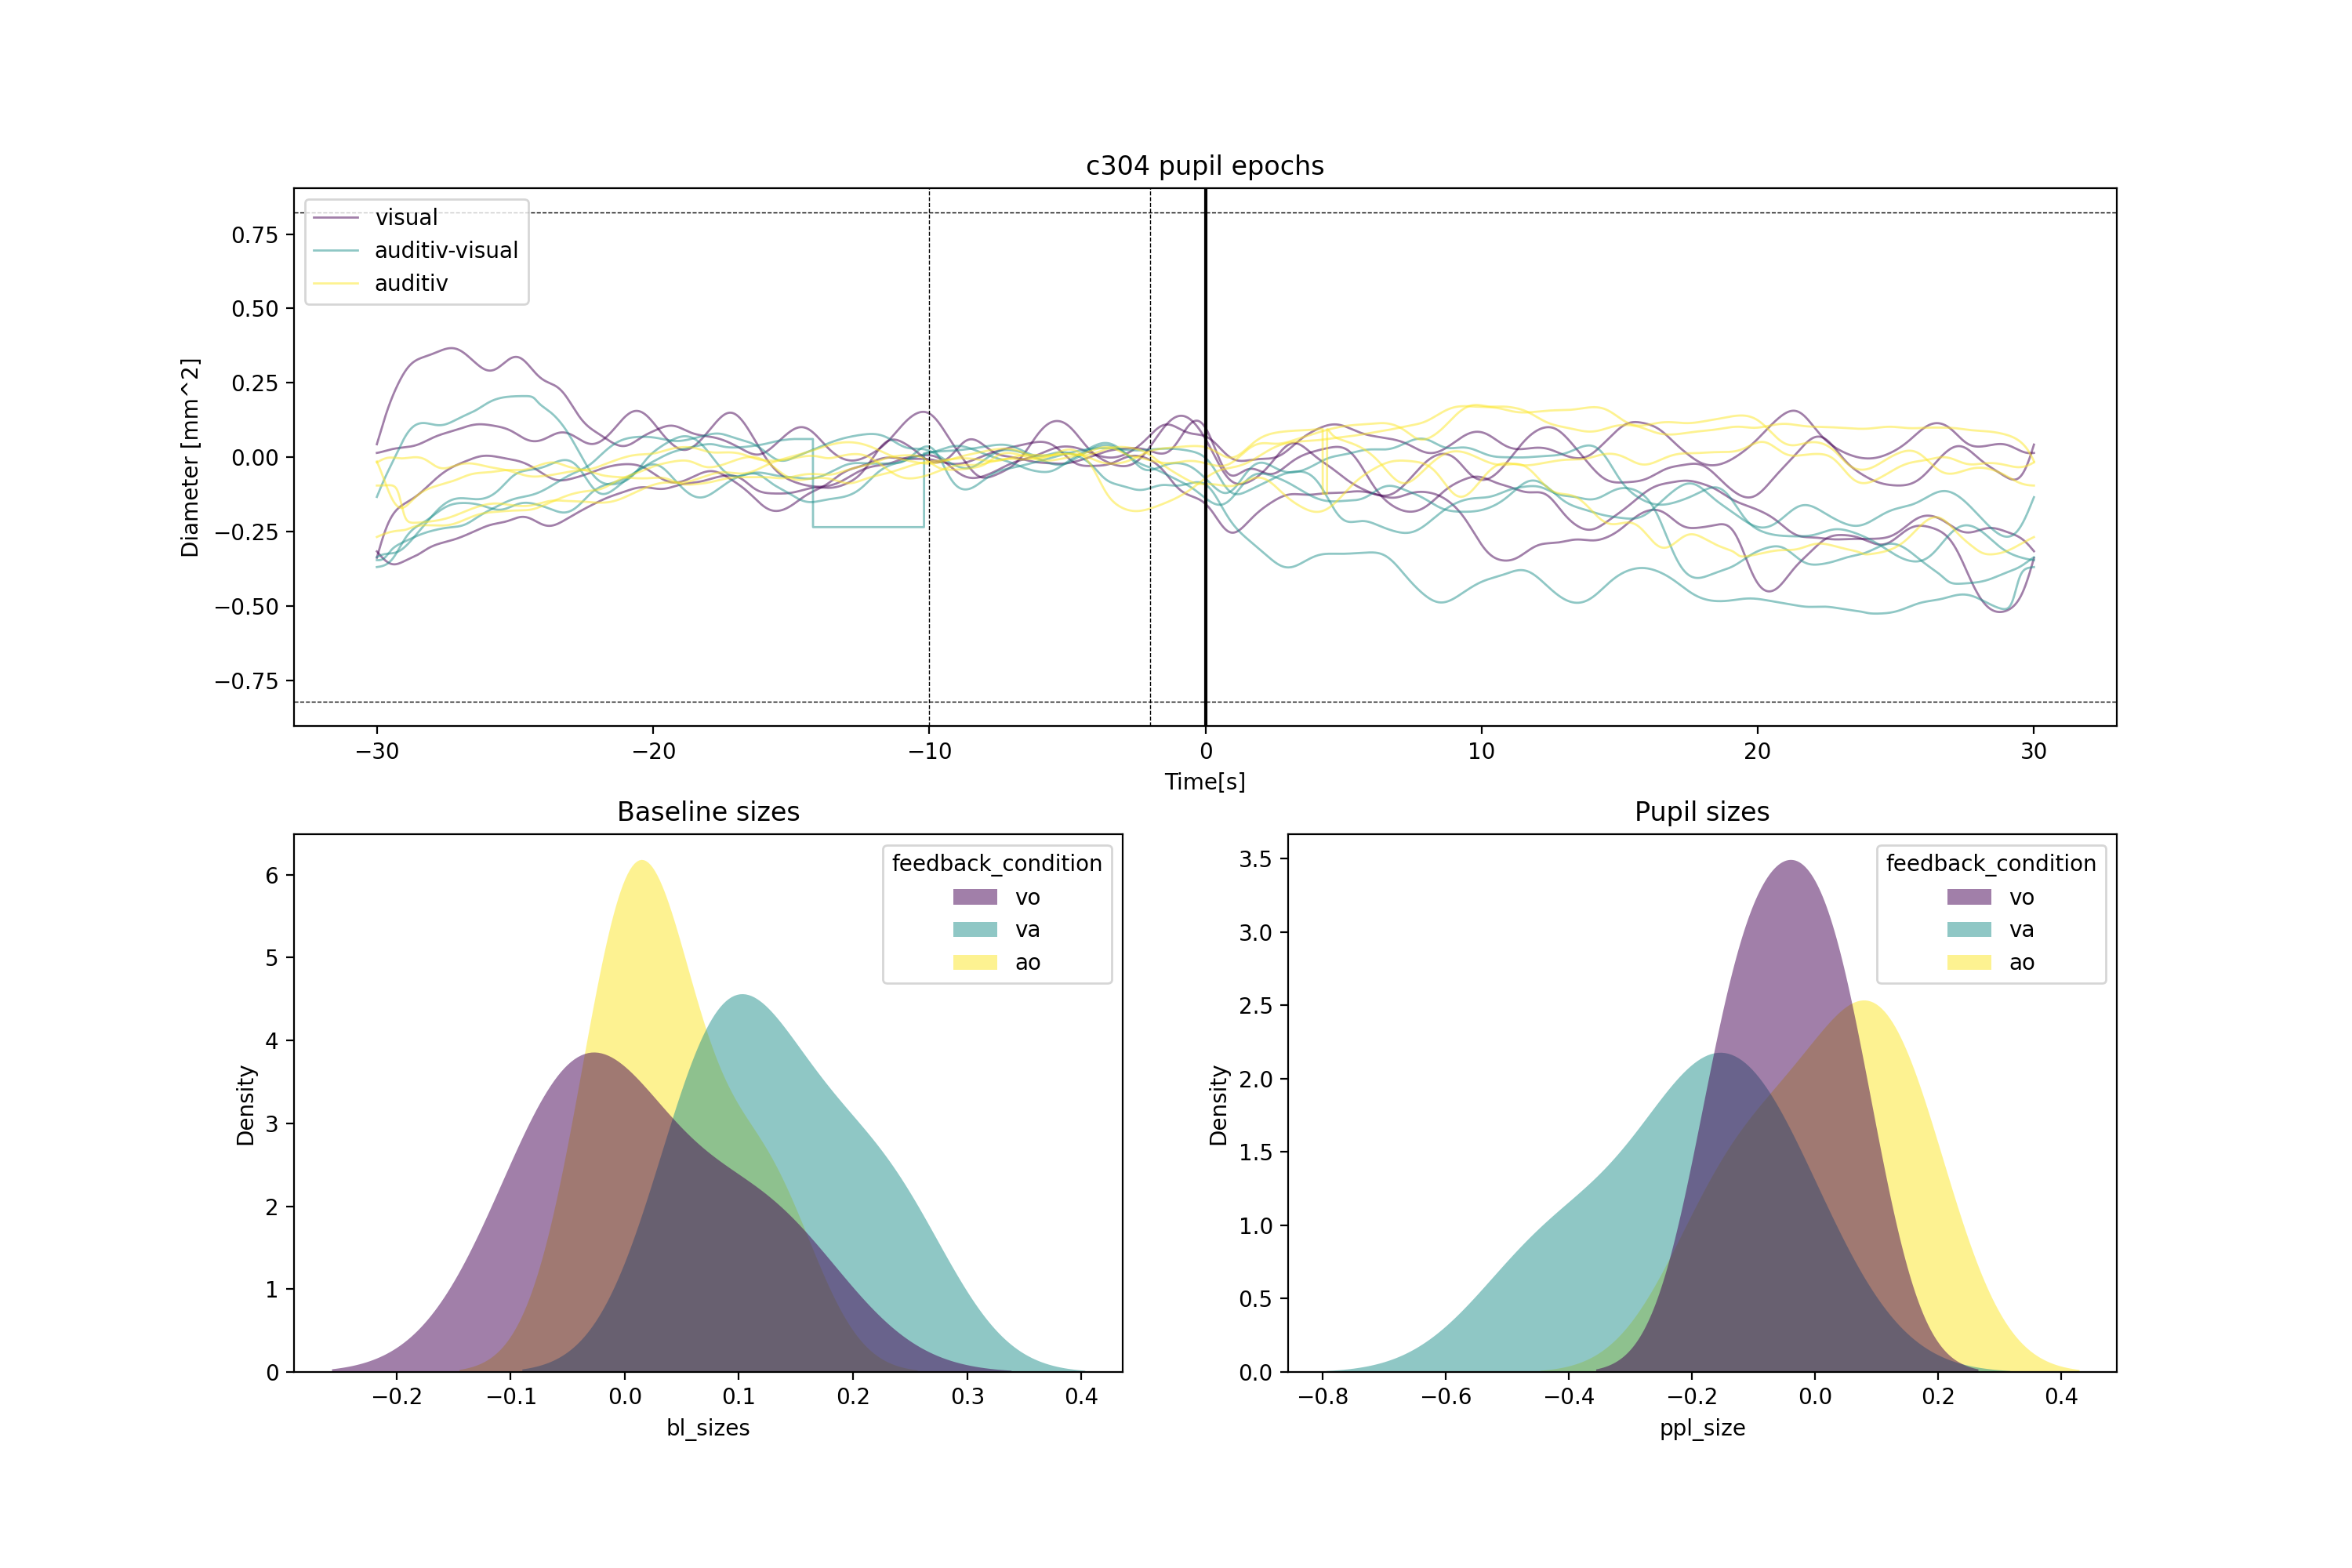 c304 pupil epochs
visual
auditiv-visual
auditiv
0.75
0.50
0.25
0.00
−0.25
−0.50
−0.75
Diameter [mm^2]
−30
−20
−10
0
10
20
30
Time[s]
Baseline sizes
feedback_condition
vo
va
ao
6
5
4
3
2
1
0
Density
−0.2
−0.1
0.0
0.1
0.2
0.3
0.4
bl_sizes
Pupil sizes
feedback_condition
vo
va
ao
3.5
3.0
2.5
2.0
1.5
1.0
0.5
0.0
Density
−0.8
−0.6
−0.4
−0.2
0.0
0.2
0.4
ppl_size